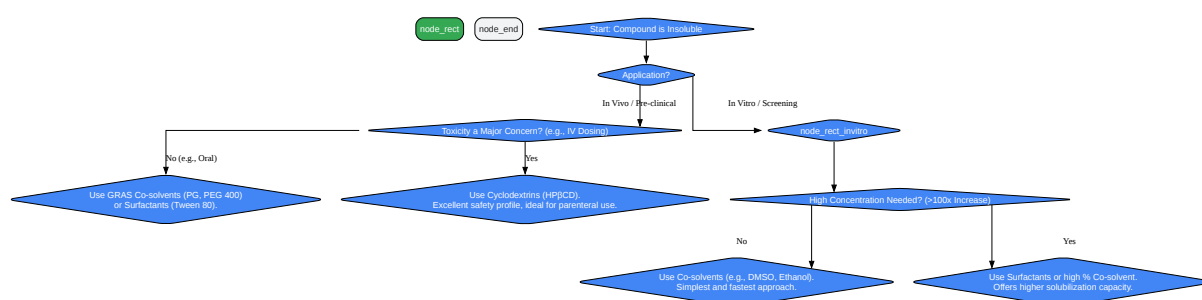 node_rect
node_end
Start: Compound is Insoluble
Application?
In Vivo / Pre-clinical
In Vitro / Screening
Toxicity a Major Concern? (e.g., IV Dosing)
node_rect_invitro
No (e.g., Oral)
Yes
Use GRAS Co-solvents (PG, PEG 400)
or Surfactants (Tween 80).
Use Cyclodextrins (HPβCD).
Excellent safety profile, ideal for parenteral use.
High Concentration Needed? (>100x Increase)
No
Yes
Use Co-solvents (e.g., DMSO, Ethanol).
Simplest and fastest approach.
Use Surfactants or high % Co-solvent.
Offers higher solubilization capacity.